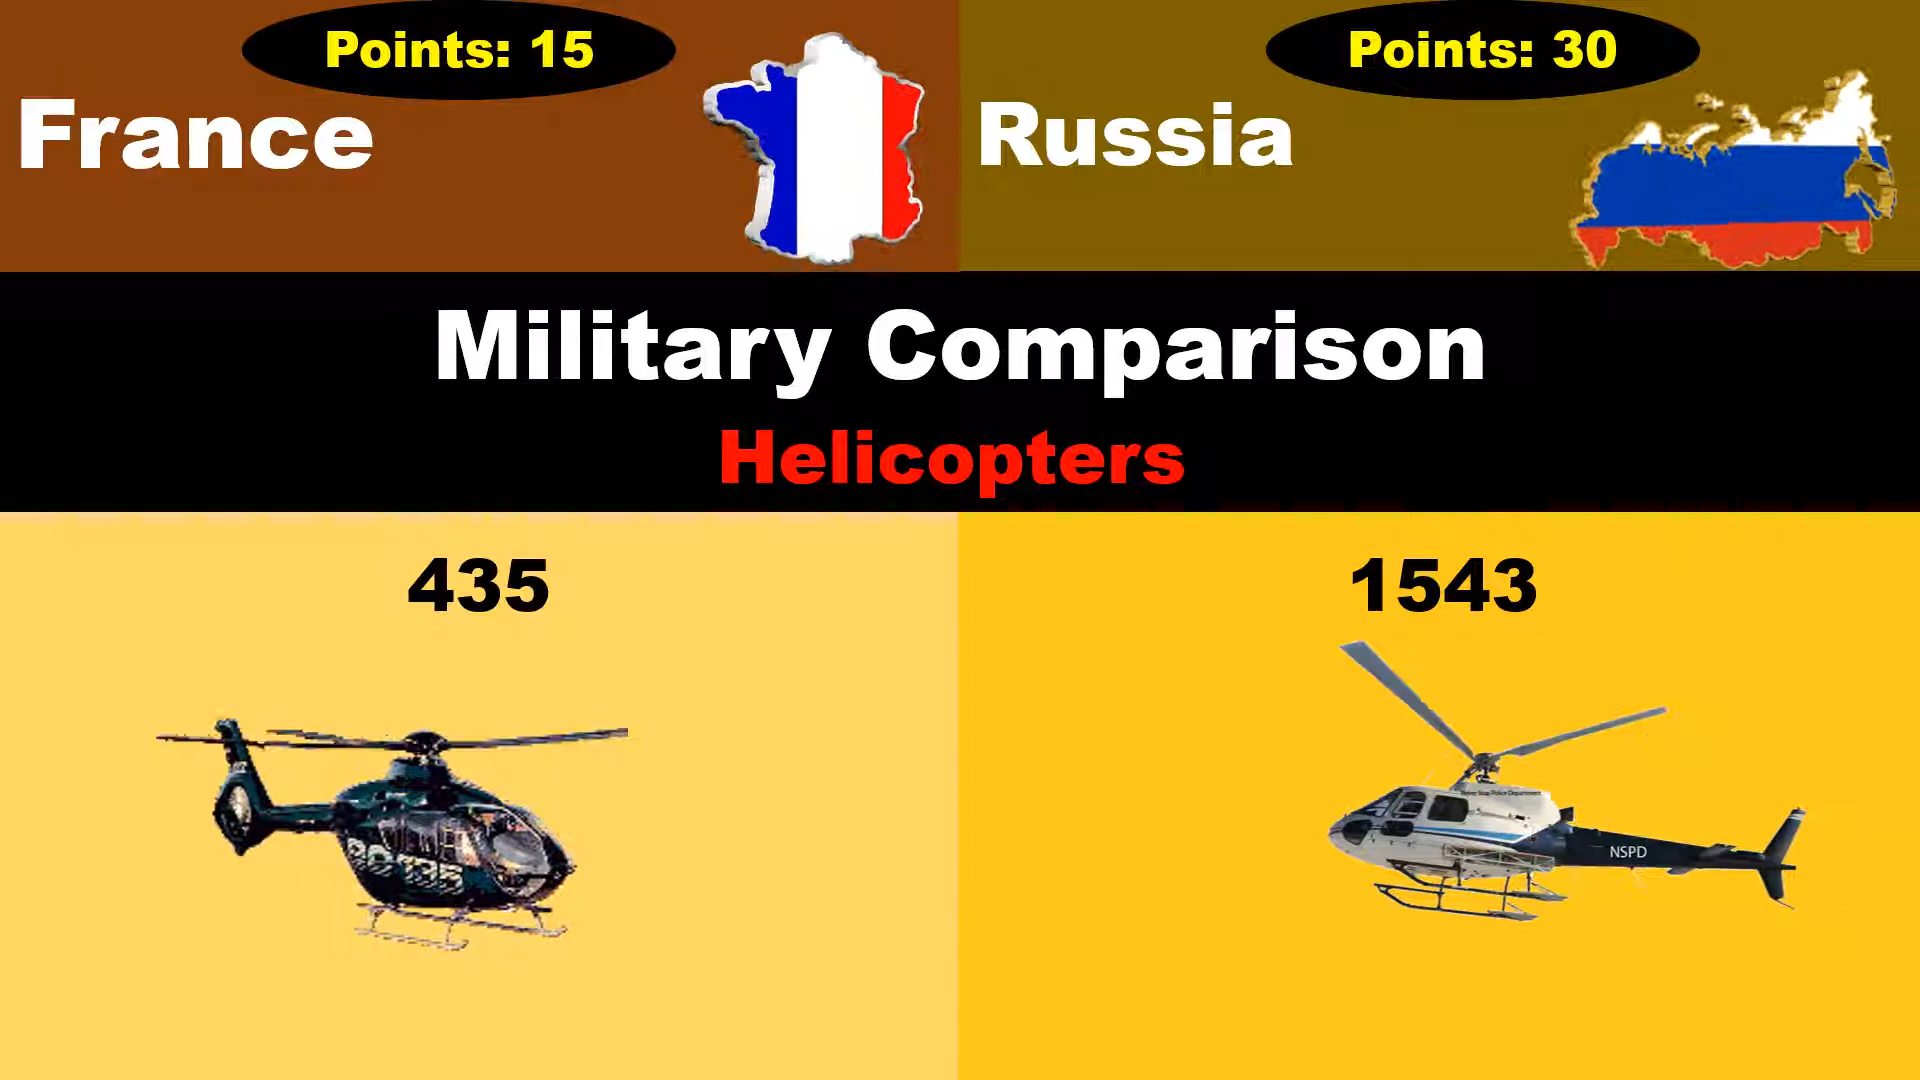 Points: 15
France
Points: 30
Russia
Military Comparison
Helicopters
435
1543
NSPD